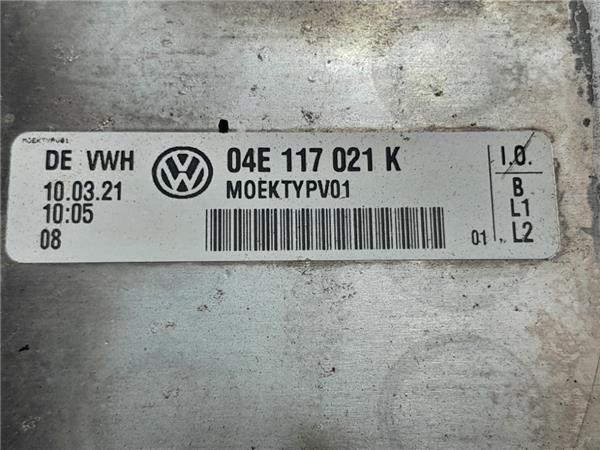 MOEKTYPV01
DE VWH
04E 117 021 K
I.O.
10.03.21
MOEKTYPV01
B
10:05
L1
08
01
L2